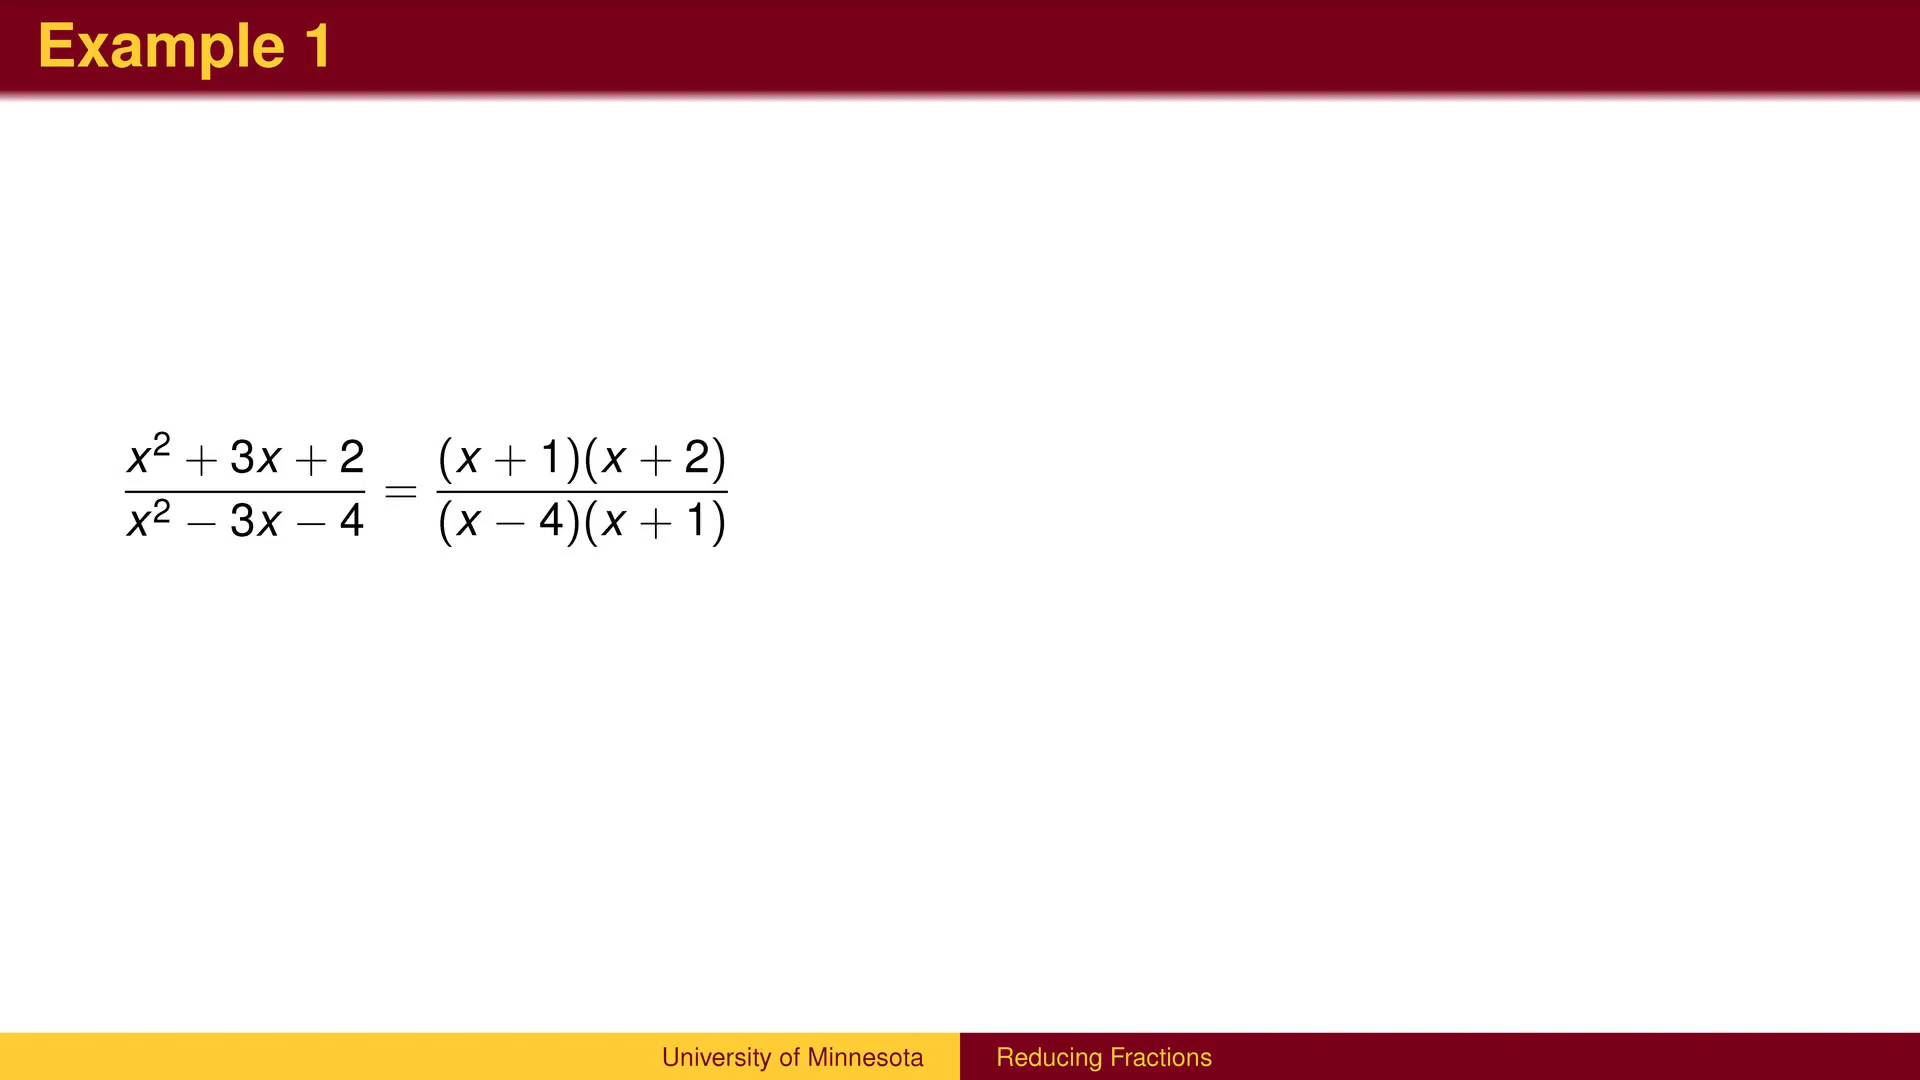 Example 1
x² + 3x + 2 / x² − 3x − 4 = (x + 1)(x + 2) / (x − 4)(x + 1)
University of Minnesota
Reducing Fractions